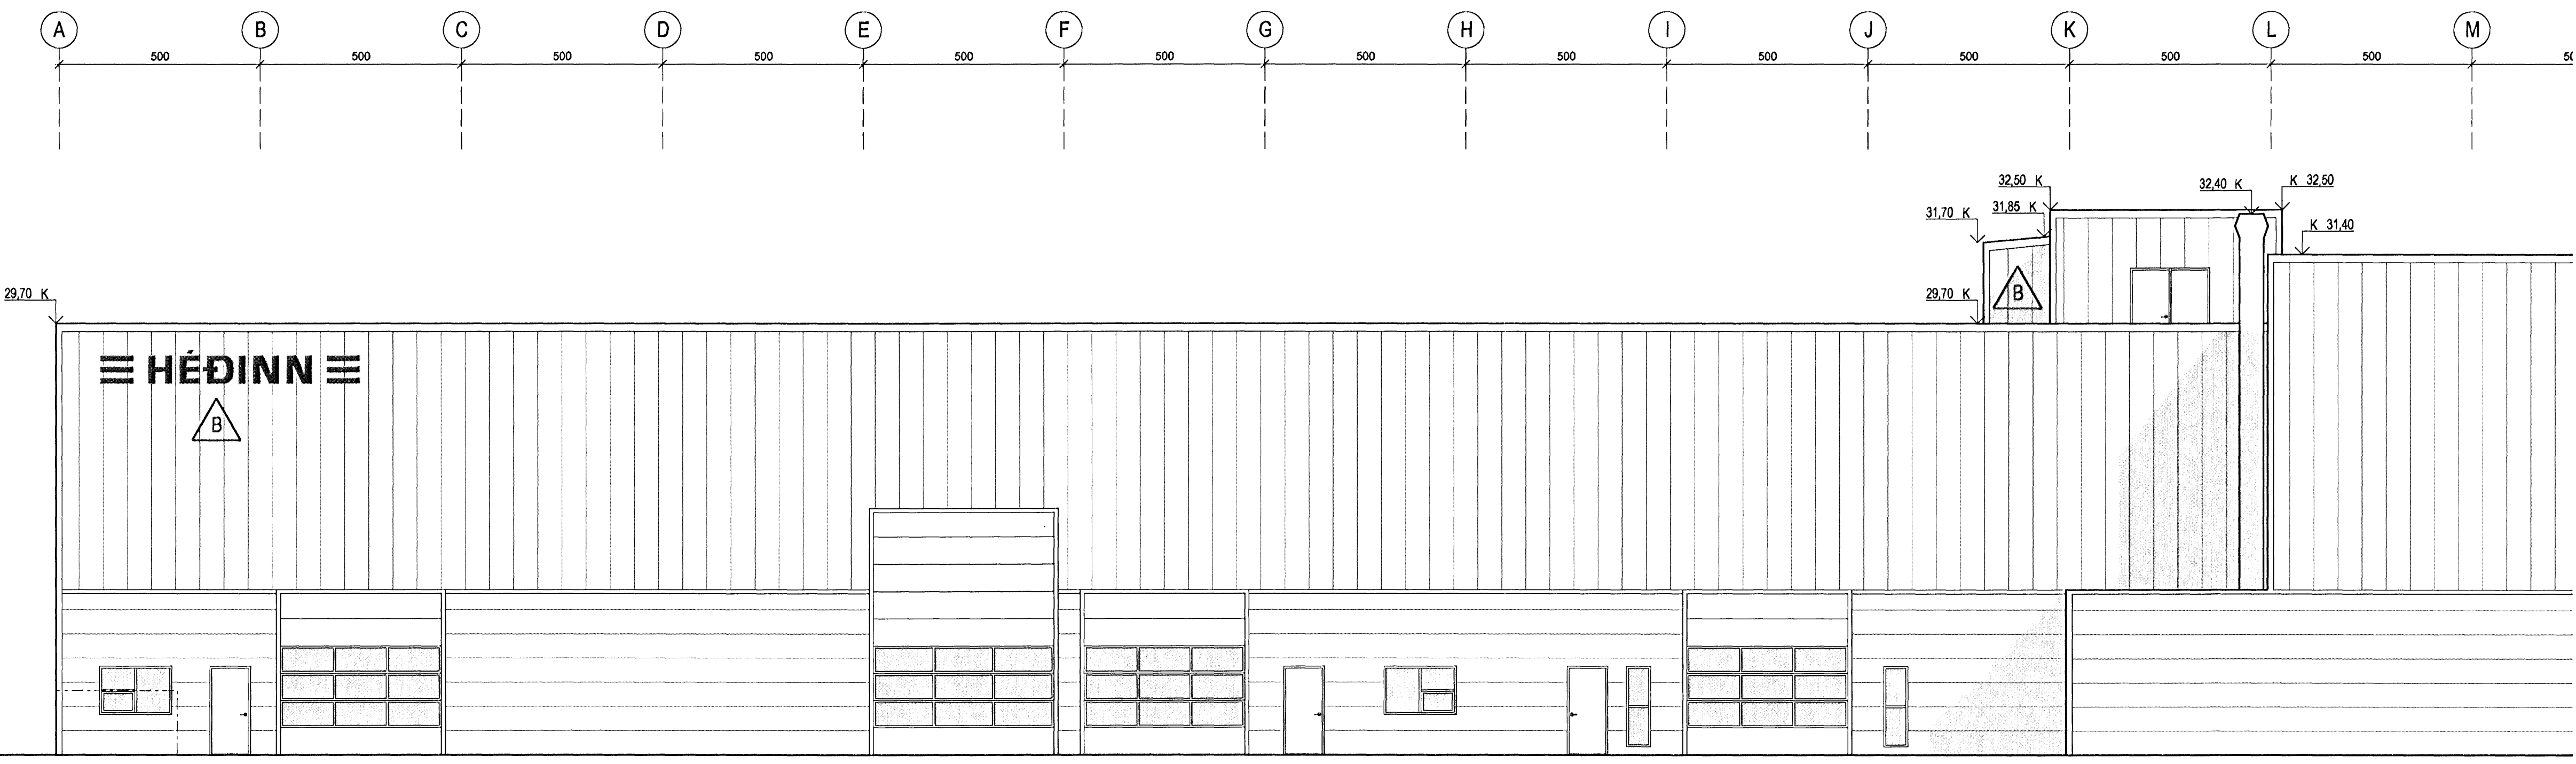 A B C D E F G H I J K L M
500 500 500 500 500 500 500 500 500 500 500 500
32,50 K 32,40 K K 32,50
31,70 K 31,85 K K 31,40
29,70 K 29,70 K B
HÉÐINN
B